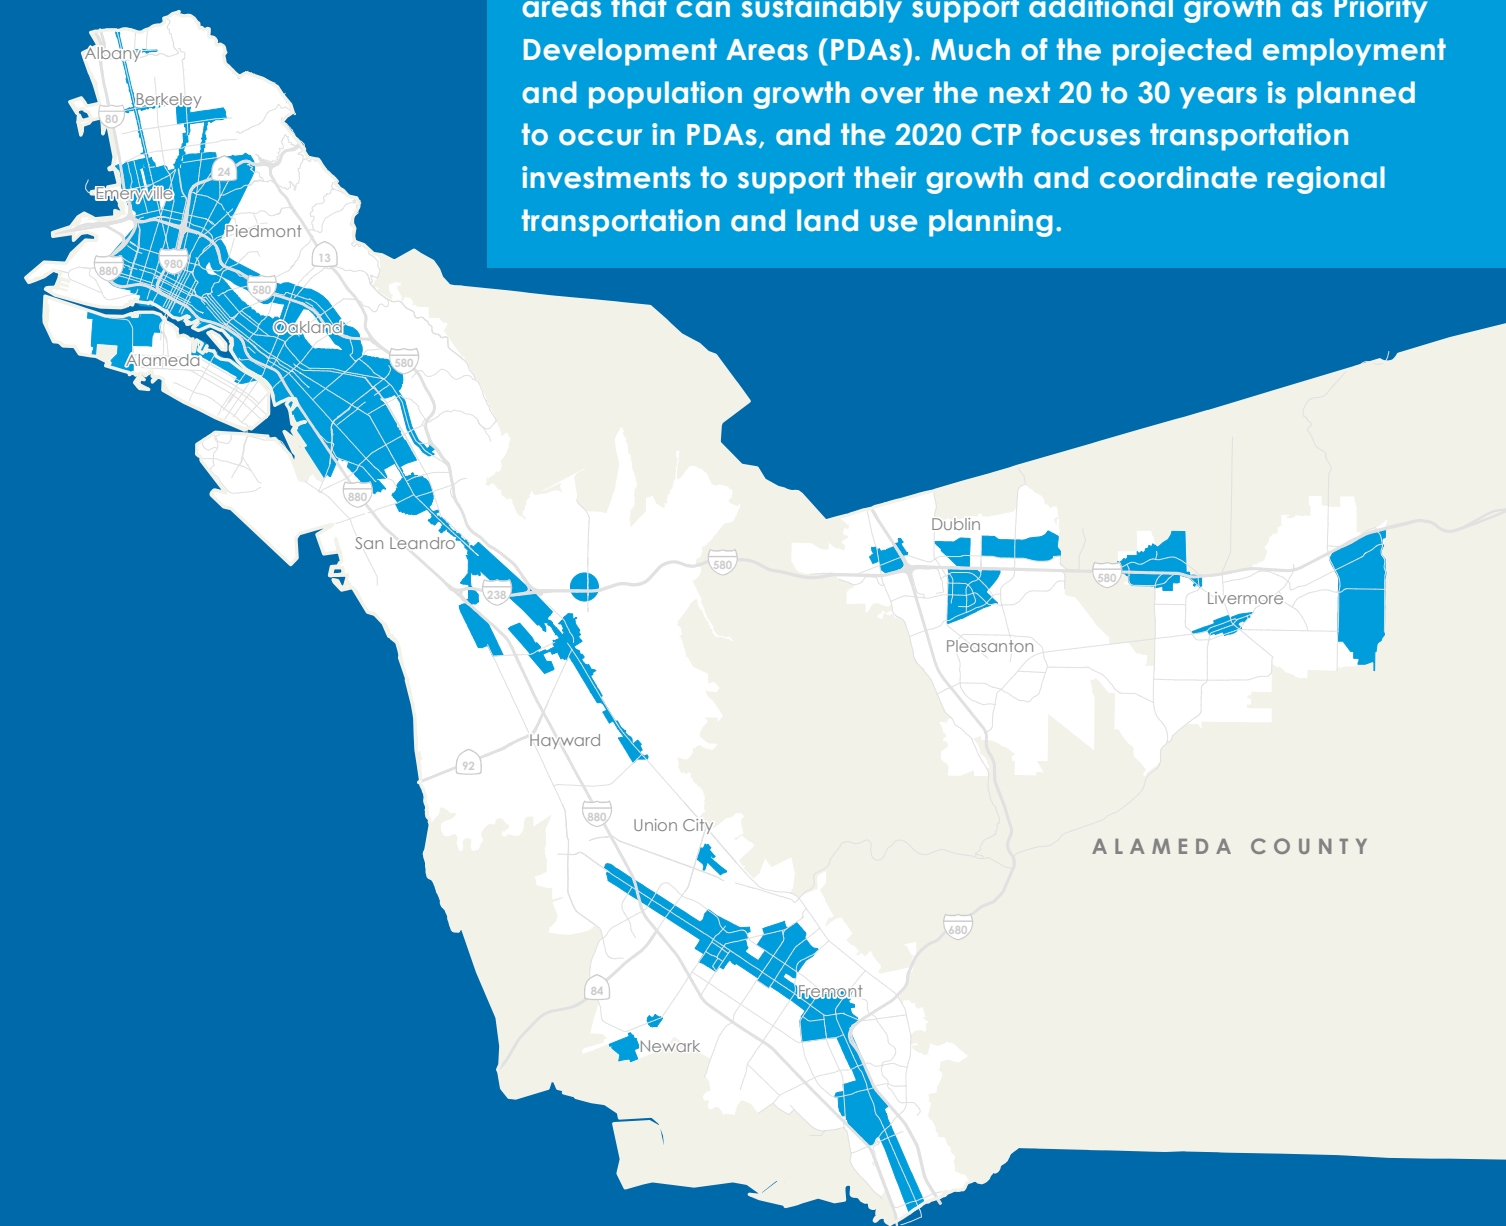 areas that can sustainably support additional growth as Priority
Development Areas (PDAs). Much of the projected employment
and population growth over the next 20 to 30 years is planned
to occur in PDAs, and the 2020 CTP focuses transportation
investments to support their growth and coordinate regional
transportation and land use planning.
Albany
Berkeley
80
24
Emeryville
Piedmont
13
980
880
580
Oakland
580
Alameda
880
San Leandro
Dublin
580
580
238
Livermore
Pleasanton
Hayward
92
880
Union City
ALAMEDA COUNTY
680
84
Fremont
Newark